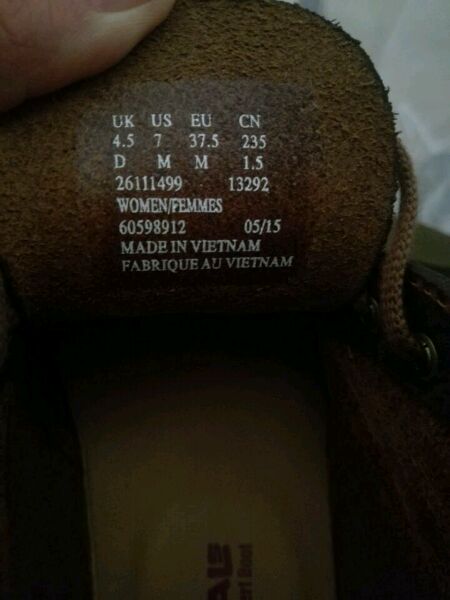 UK US EU CN
4.5 7 37.5 235
D M M 1.5
26111499 13292
WOMEN/FEMMES
60598912 05/15
MADE IN VIETNAM
FABRIQUE AU VIETNAM